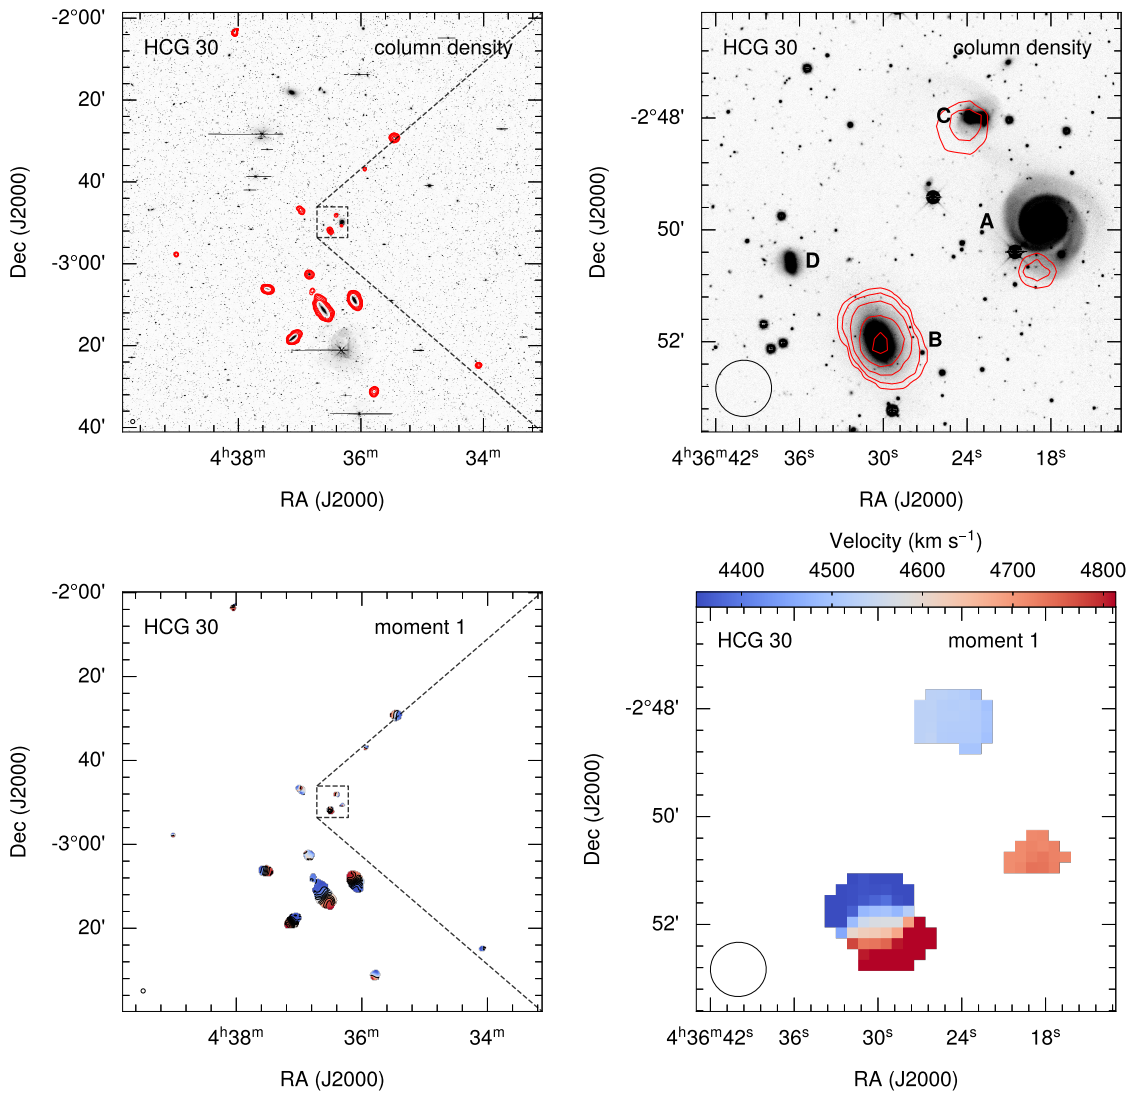 HCG 30 column density
-2°00'
20'
40'
-3°00'
20'
40'
Dec (J2000)
4h38m 36m 34m
RA (J2000)
HCG 30 column density
C
A
D
B
-2°48'
50'
52'
Dec (J2000)
4h36m42s 36s 30s 24s 18s
RA (J2000)
HCG 30 moment 1
-2°00'
20'
40'
-3°00'
20'
Dec (J2000)
4h38m 36m 34m
RA (J2000)
Velocity (km s−1)
4400 4500 4600 4700 4800
HCG 30 moment 1
-2°48'
50'
52'
Dec (J2000)
4h36m42s 36s 30s 24s 18s
RA (J2000)